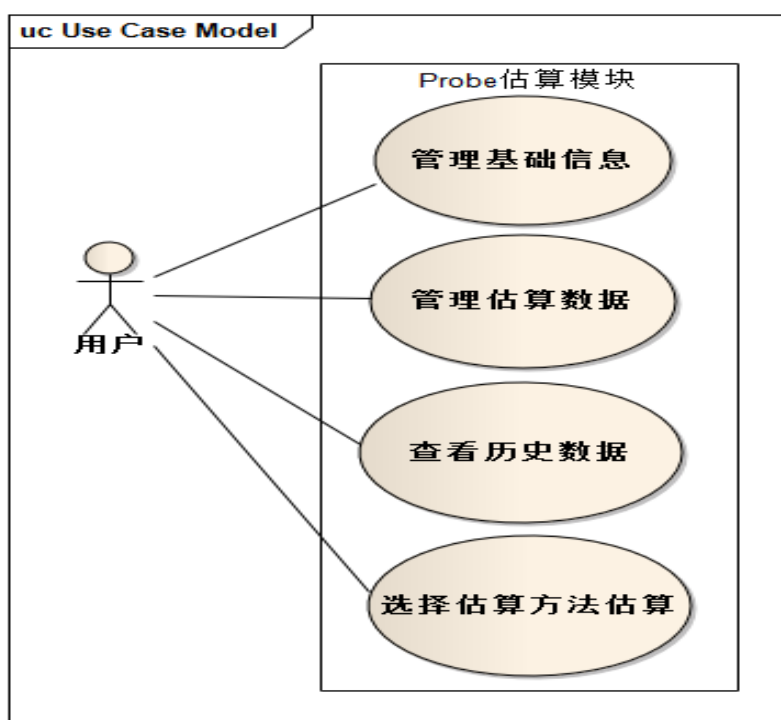 uc Use Case Model
Probe估算模块
管理基础信息
管理估算数据
用户
查看历史数据
选择估算方法估算